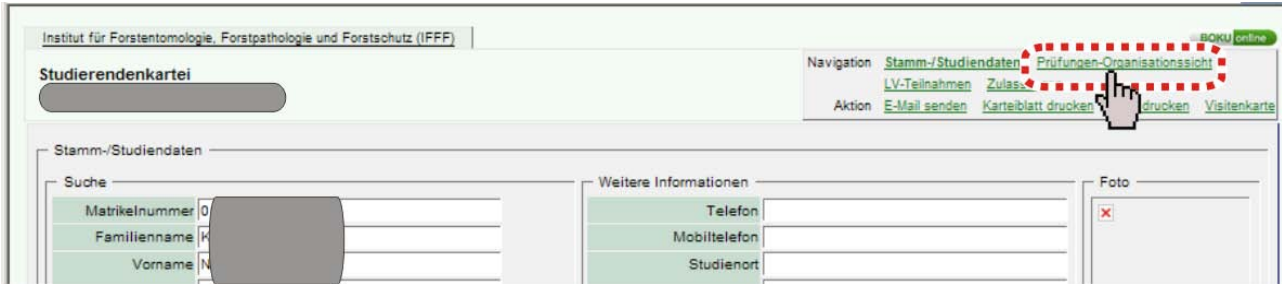 Institut für Forstentomologie, Forstpathologie und Forstschutz (IFFF)
BOKU online
Studierendenkartei
Navigation Stamm-/Studiendaten Prüfungen-Organisationssicht
LV-Teilnahmen
Aktion E-Mail senden Karteiblatt drucken drucken Visitenkarte
Stamm-/Studiendaten
Suche
Weitere Informationen
Foto
Matrikelnummer 0
Telefon
Familienname K
Mobiltelefon
Vorname N
Studienort